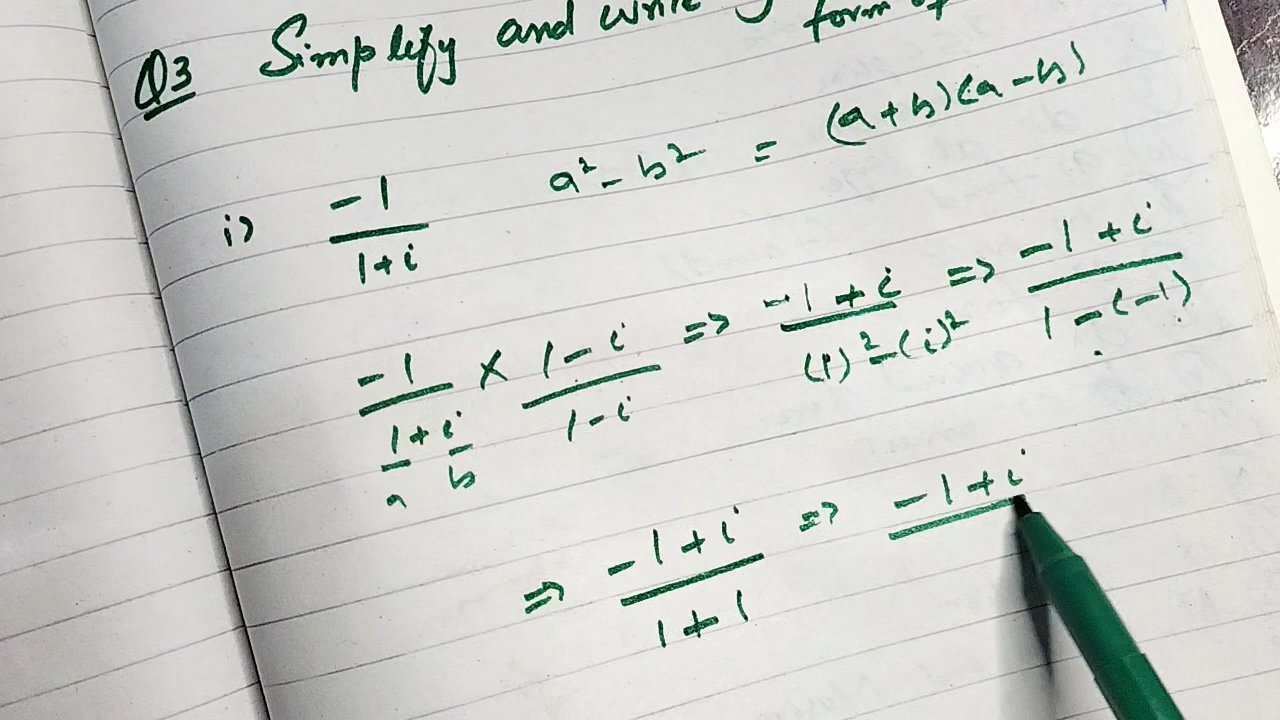 Q3 Simplify and write form of
i) -1/1+i a² - b² = (a+b)(a-b)
-1/1+i × 1-i/1-i => -1+i/(1)²-(i)² => -1+i/1-(-1)
a b
=> -1+i/1+1 => -1+i